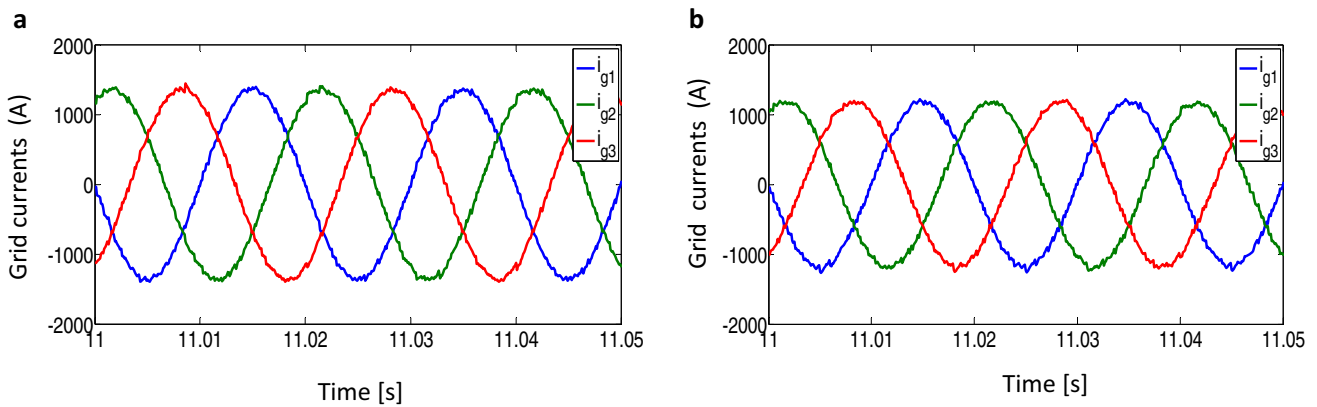 a
2000
1000
0
-1000
-2000
Grid currents (A)
11
11.01
11.02
11.03
11.04
11.05
Time [s]
i_g1
i_g2
i_g3
b
2000
1000
0
-1000
-2000
Grid currents (A)
11
11.01
11.02
11.03
11.04
11.05
Time [s]
i_g1
i_g2
i_g3